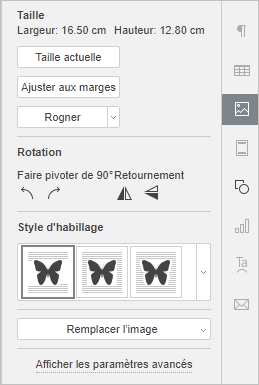 Taille
Largeur: 16.50 cm Hauteur: 12.80 cm
Taille actuelle
Ajuster aux marges
Rogner
Rotation
Faire pivoter de 90° Retournement
Style d'habillage
Remplacer l'image
Afficher les paramètres avancés
Ta